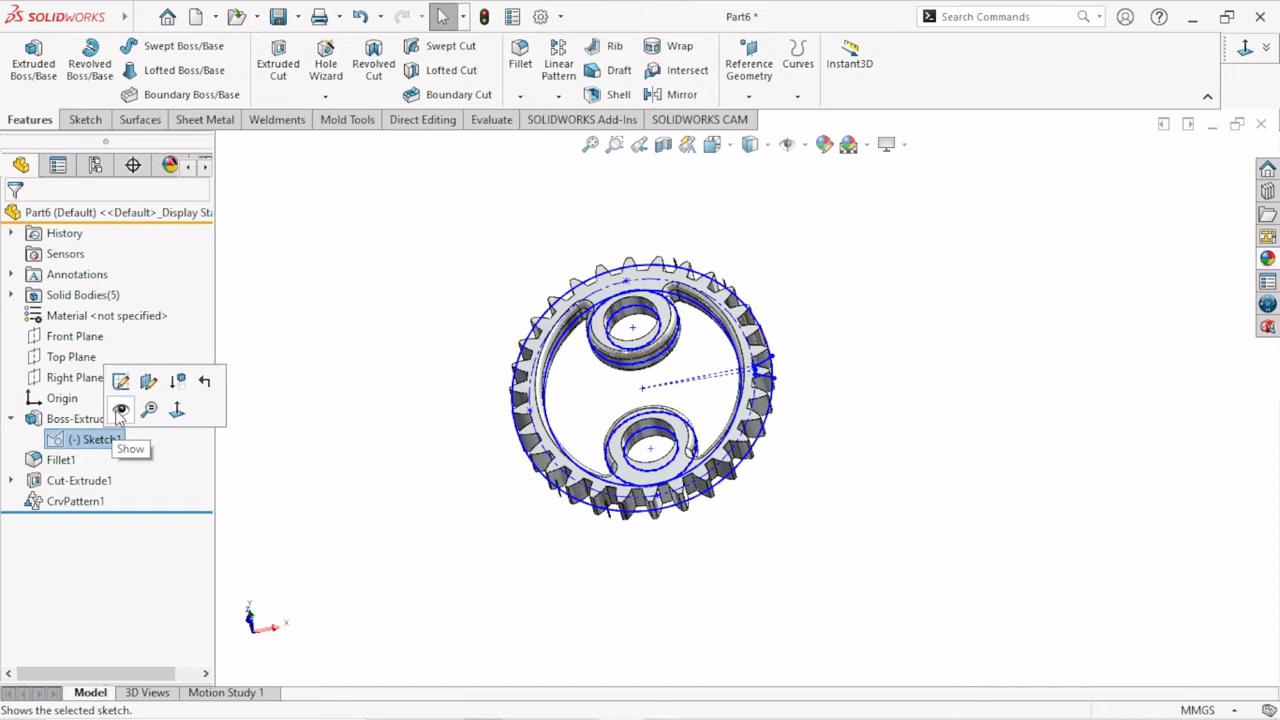 SOLIDWORKS
Part6 *
Search Commands
Extruded Boss/Base
Revolved Boss/Base
Swept Boss/Base
Lofted Boss/Base
Boundary Boss/Base
Extruded Cut
Hole Wizard
Revolved Cut
Swept Cut
Lofted Cut
Boundary Cut
Fillet
Linear Pattern
Rib
Draft
Shell
Wrap
Intersect
Mirror
Reference Geometry
Curves
Instant3D
Features
Sketch
Surfaces
Sheet Metal
Weldments
Mold Tools
Direct Editing
Evaluate
SOLIDWORKS Add-Ins
SOLIDWORKS CAM
Part6 (Default) <<Default>_Display Sta
History
Sensors
Annotations
Solid Bodies(5)
Material <not specified>
Front Plane
Top Plane
Right Plane
Origin
Boss-Extrud
(-) Sketch1
Show
Fillet1
Cut-Extrude1
CrvPattern1
Y
Z
X
Model
3D Views
Motion Study 1
Shows the selected sketch.
MMGS